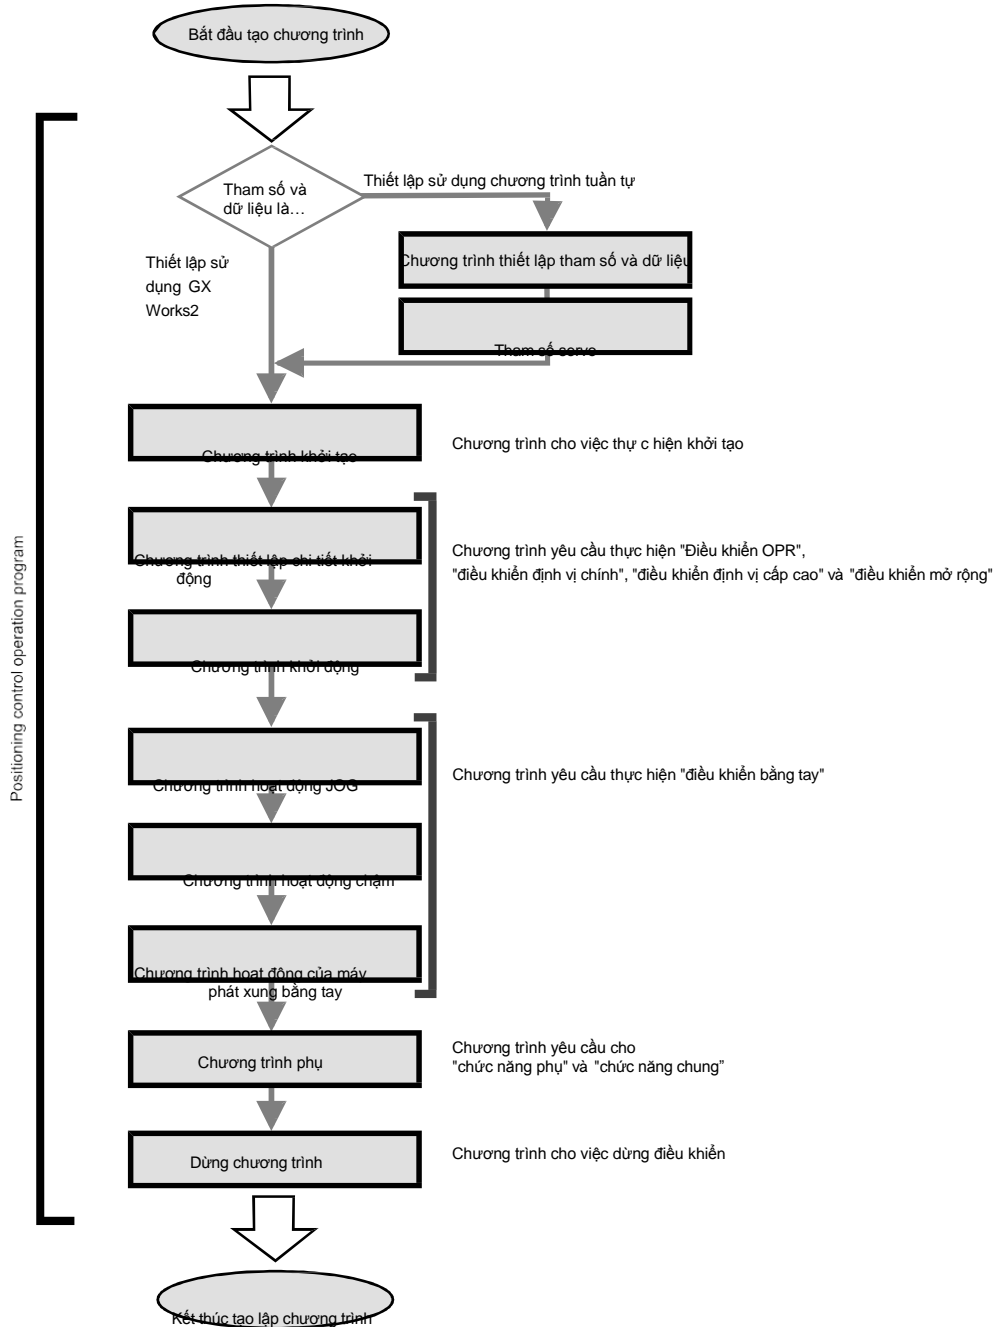 Bắt đầu tạo chương trình
Tham số và
dữ liệu là…
Thiết lập sử dụng chương trình tuần tự
Thiết lập sử
dụng GX
Works2
Chương trình thiết lập tham số và dữ liệu
Tham số servo
Chương trình khởi tạo
Chương trình cho việc thự c hiện khởi tạo
Chương trình thiết lập chi tiết khởi
động
Chương trình yêu cầu thực hiện "Điều khiển OPR",
"điều khiển định vị chính", "điều khiển định vị cấp cao" và "điều khiển mở rộng"
Chương trình khởi động
Positioning control operation program
Chương trình hoạt động JOG
Chương trình yêu cầu thực hiện "điều khiển bằng tay"
Chương trình hoạt động chậm
Chương trình hoạt động của máy
phát xung bằng tay
Chương trình phụ
Chương trình yêu cầu cho
"chức năng phụ" và "chức năng chung”
Dừng chương trình
Chương trình cho việc dừng điều khiển
Kết thúc tạo lập chương trình